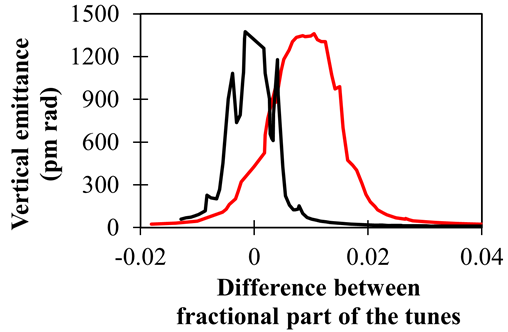 Vertical emittance
(pm rad)
1500
1200
900
600
300
0
-0.02
0
0.02
0.04
Difference between
fractional part of the tunes